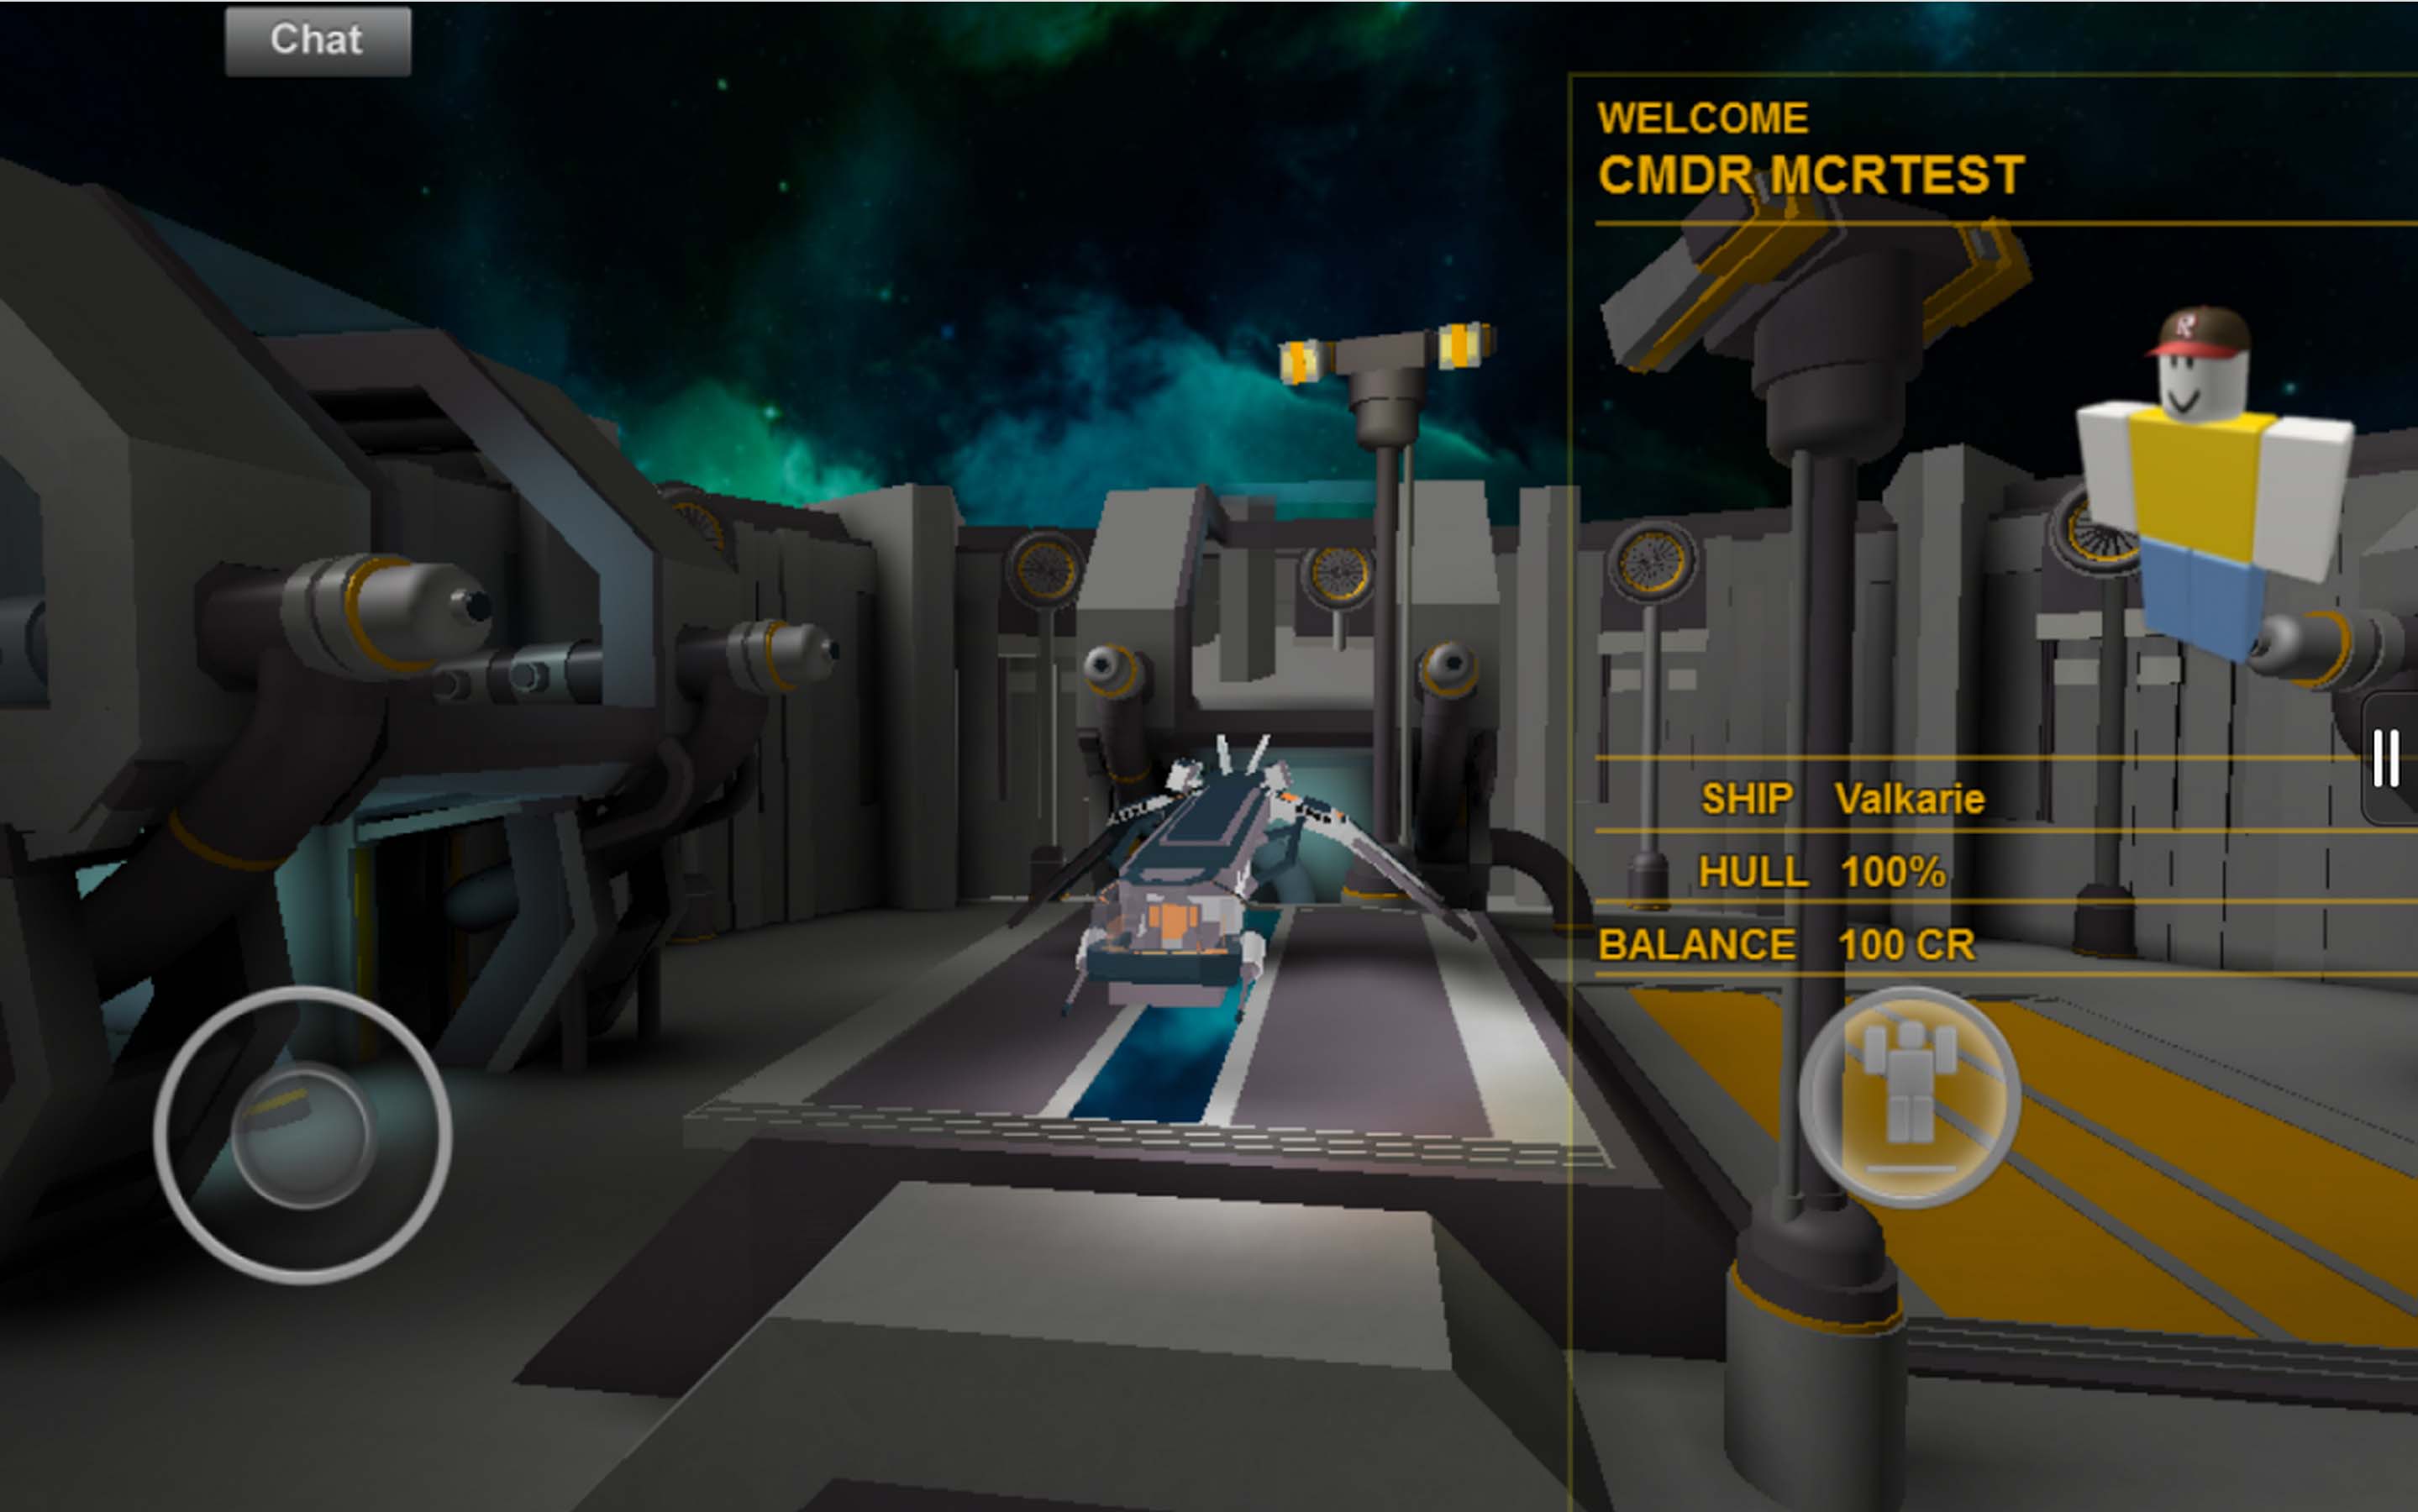 Chat
WELCOME
CMDR MCRTEST
R
SHIP Valkarie
HULL 100%
BALANCE 100 CR